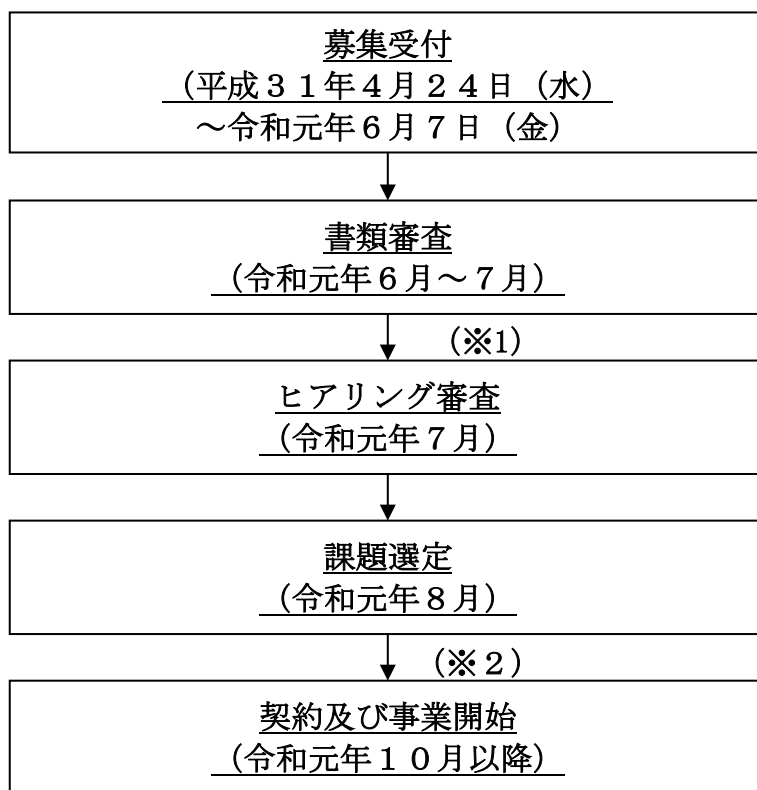 募集受付
（平成３１年４月２４日（水）
～令和元年６月７日（金）
書類審査
（令和元年６月～７月）
（※1）
ヒアリング審査
（令和元年７月）
課題選定
（令和元年８月）
（※２）
契約及び事業開始
（令和元年１０月以降）